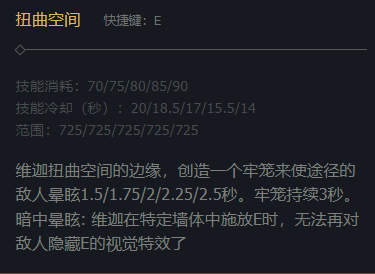 扭曲空间 快捷键：E
技能消耗：70/75/80/85/90
技能冷却（秒）：20/18.5/17/15.5/14
范围：725/725/725/725/725
维迦扭曲空间的边缘，创造一个牢笼来使途径的
敌人晕眩1.5/1.75/2/2.25/2.5秒。牢笼持续3秒。
暗中晕眩: 维迦在特定墙体中施放E时，无法再对
敌人隐藏E的视觉特效了